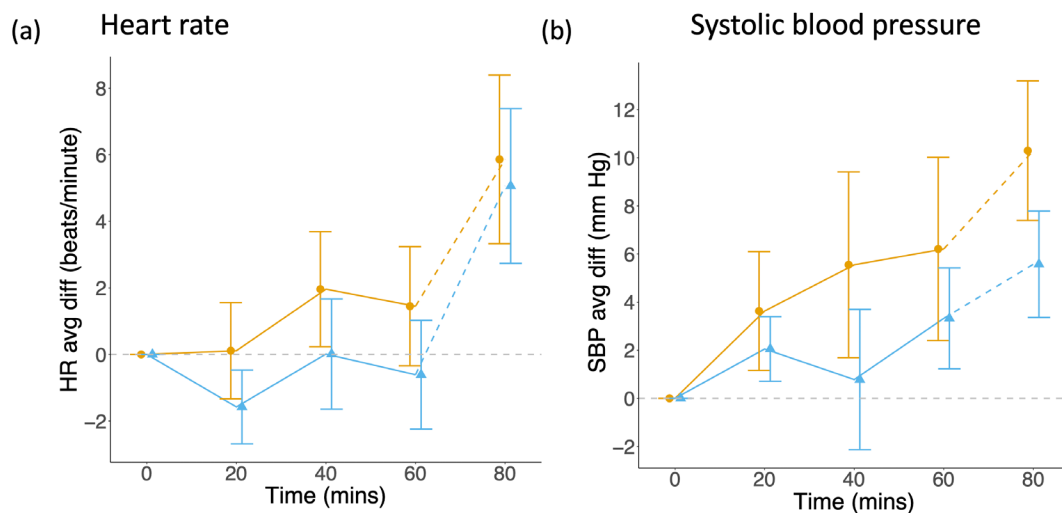 (a) Heart rate
HR avg diff (beats/minute)
8
6
4
2
0
−2
0 20 40 60 80
Time (mins)
(b) Systolic blood pressure
SBP avg diff (mm Hg)
12
10
8
6
4
2
0
−2
0 20 40 60 80
Time (mins)